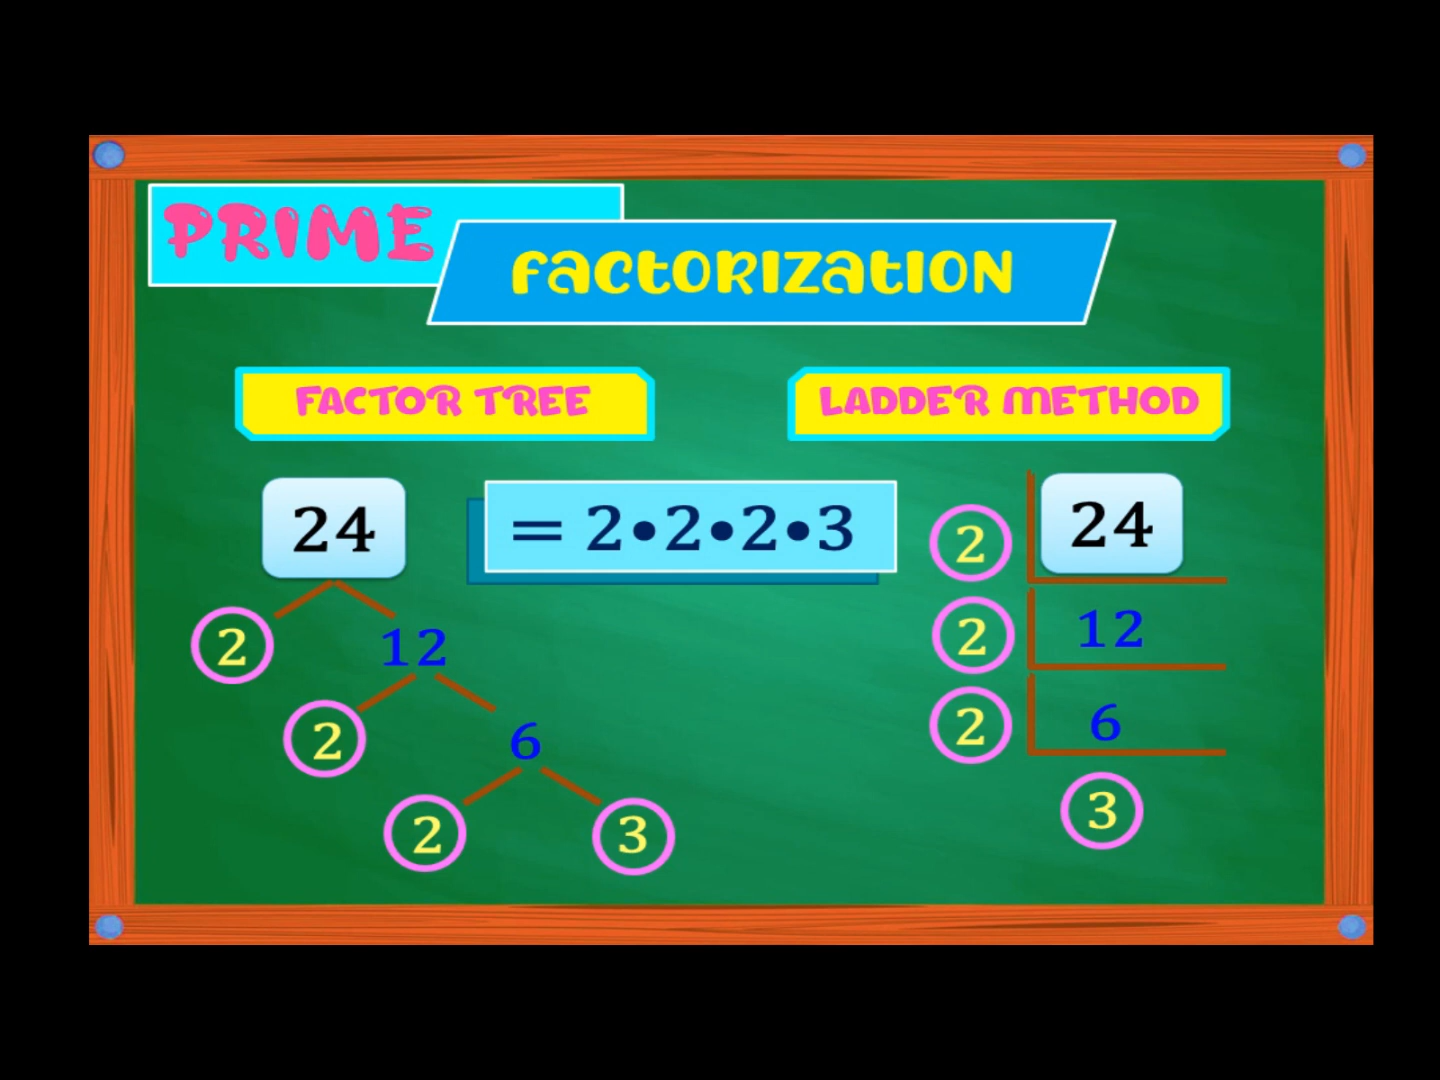 PRIME
FACTORIZATION
FACTOR TREE
LADDER METHOD
24
= 2•2•2•3
2 12
2 6
2 3
2 24
2 12
2 6
3